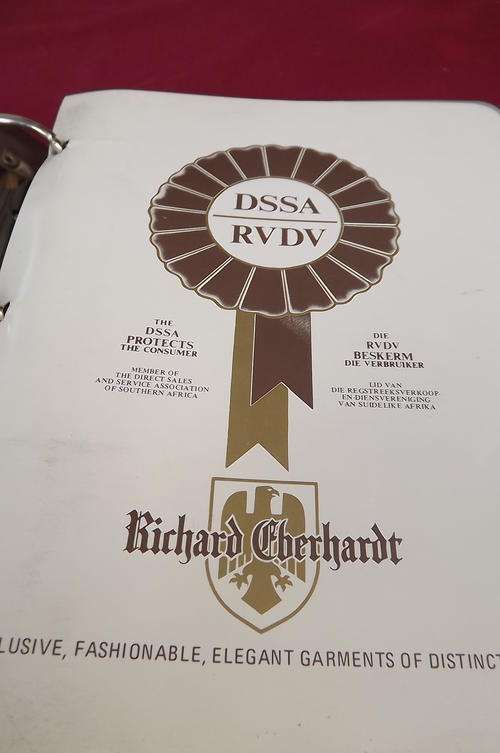 DSSA
RVDV
THE
DSSA
PROTECTS
THE CONSUMER
MEMBER OF
THE DIRECT SALES
AND SERVICE ASSOCIATION
OF SOUTHERN AFRICA
DIE
RVDV
BESKERM
DIE VERBRUIKER
LID VAN
DIE REGSTREEKSVERKOOP-
EN-DIENSVERENIGING
VAN SUIDELIKE AFRIKA
Richard Eberhardt
LUSIVE, FASHIONABLE, ELEGANT GARMENTS OF DISTINCT